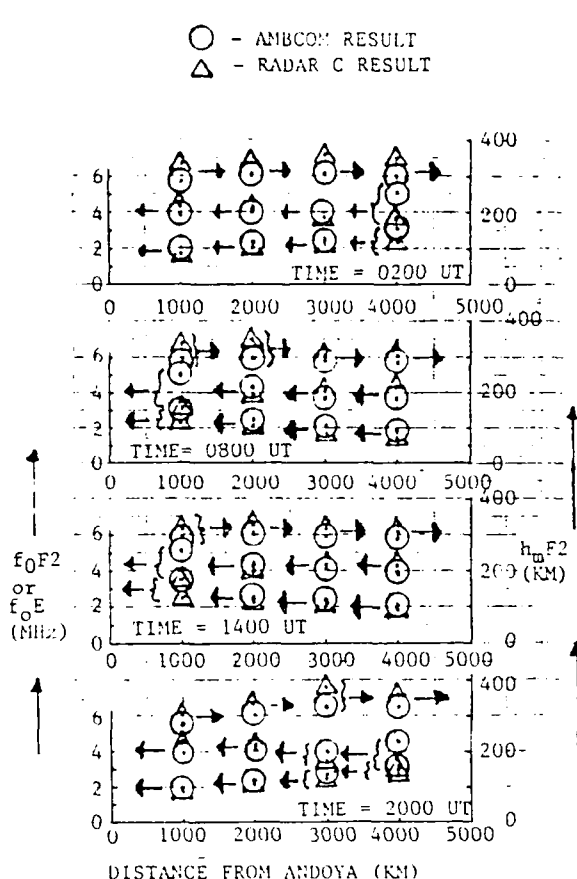 ○ - AMBCOM RESULT
△ - RADAR C RESULT
400
6
4 200
2
0 TIME = 0200 UT 0
0 1000 2000 3000 4000 5000
400
6
4 200
2
0 TIME= 0800 UT 0
0 1000 2000 3000 4000 5000
400
6
4 200
2
0 TIME = 1400 UT 0
0 1000 2000 3000 4000 5000
400
6
4 200
2
0 TIME = 2000 UT 0
0 1000 2000 3000 4000 5000
f0F2
or
foE
(MHz)
hmF2
(KM)
DISTANCE FROM ANDOYA (KM)